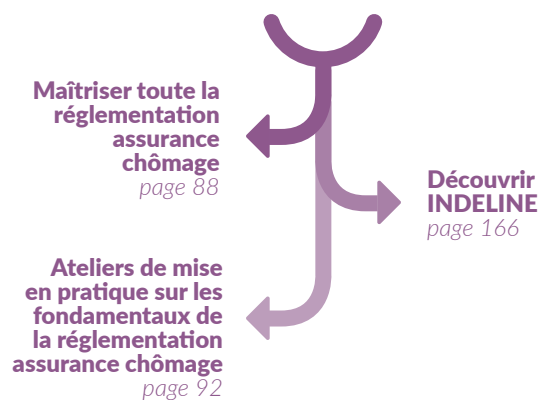 Maîtriser toute la
réglementation
assurance
chômage
page 88
Découvrir
INDELINE
page 166
Ateliers de mise
en pratique sur les
fondamentaux de
la réglementation
assurance chômage
page 92